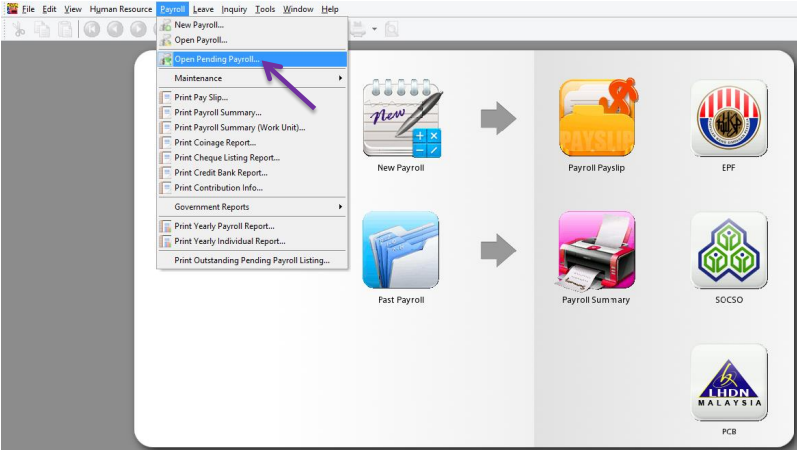 File Edit View Human Resource Payroll Leave Inquiry Tools Window Help
New Payroll...
Open Payroll...
Open Pending Payroll...
Maintenance
Print Pay Slip...
Print Payroll Summary...
Print Payroll Summary (Work Unit)...
Print Coinage Report...
Print Cheque Listing Report...
Print Credit Bank Report...
Print Contribution Info...
Government Reports
Print Yearly Payroll Report...
Print Yearly Individual Report...
Print Outstanding Pending Payroll Listing...
New
PAYSLIP
New Payroll
Payroll Payslip
EPF
Past Payroll
Payroll Summary
SOCSO
LHDN
MALAYSIA
PCB